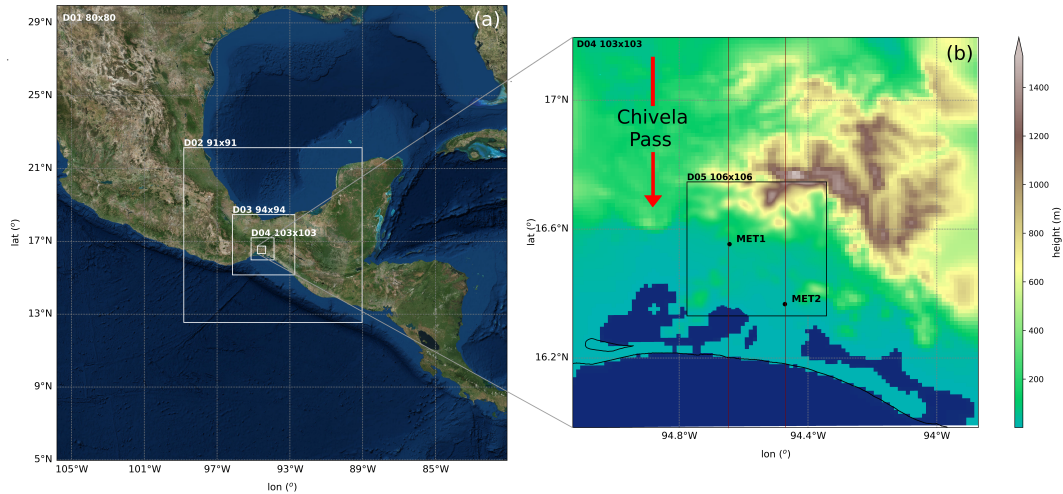 D01 80x80
(a)
D02 91x91
D03 94x94
D04 103x103
29°N
25°N
21°N
17°N
13°N
9°N
5°N
lat (°)
105°W
101°W
97°W
93°W
89°W
85°W
lon (°)
D04 103x103
(b)
Chivela
Pass
D05 106x106
MET1
MET2
17°N
16.6°N
16.2°N
lat (°)
94.8°W
94.4°W
94°W
lon (°)
1400
1200
1000
800
600
400
200
height (m)